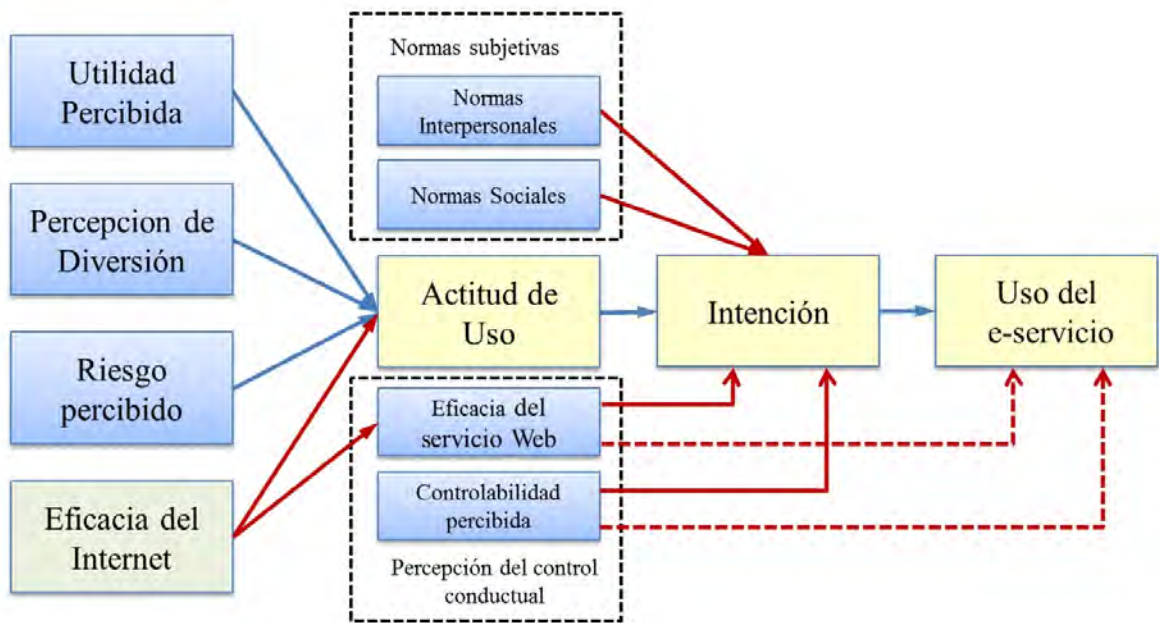 Utilidad
Percibida
Percepcion de
Diversión
Riesgo
percibido
Eficacia del
Internet
Normas subjetivas
Normas
Interpersonales
Normas Sociales
Actitud de
Uso
Eficacia del
servicio Web
Controlabilidad
percibida
Percepción del control
conductual
Intención
Uso del
e-servicio